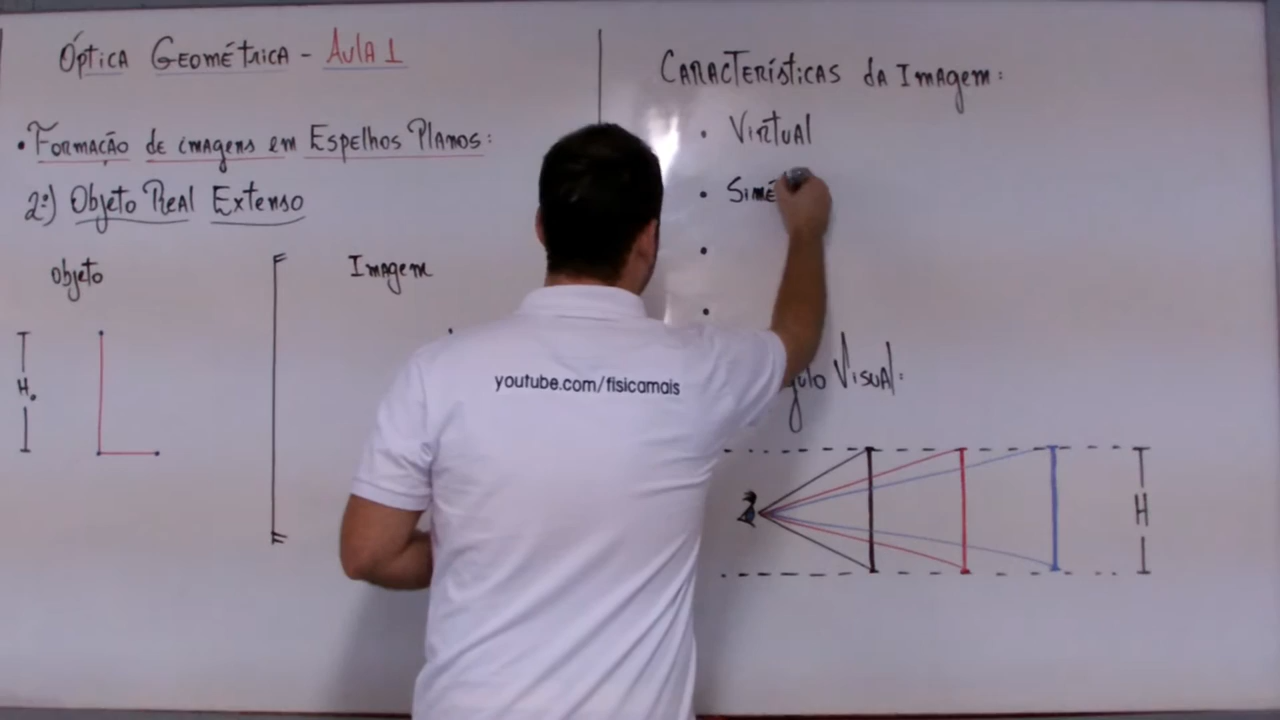 Óptica Geométrica - Aula 1
• Formação de imagens em Espelhos Planos:
2º) Objeto Real Extenso
objeto
Imagem
H₀
Características da Imagem:
• Virtual
• Simé
•
•
Visual:
H
youtube.com/fisicamais